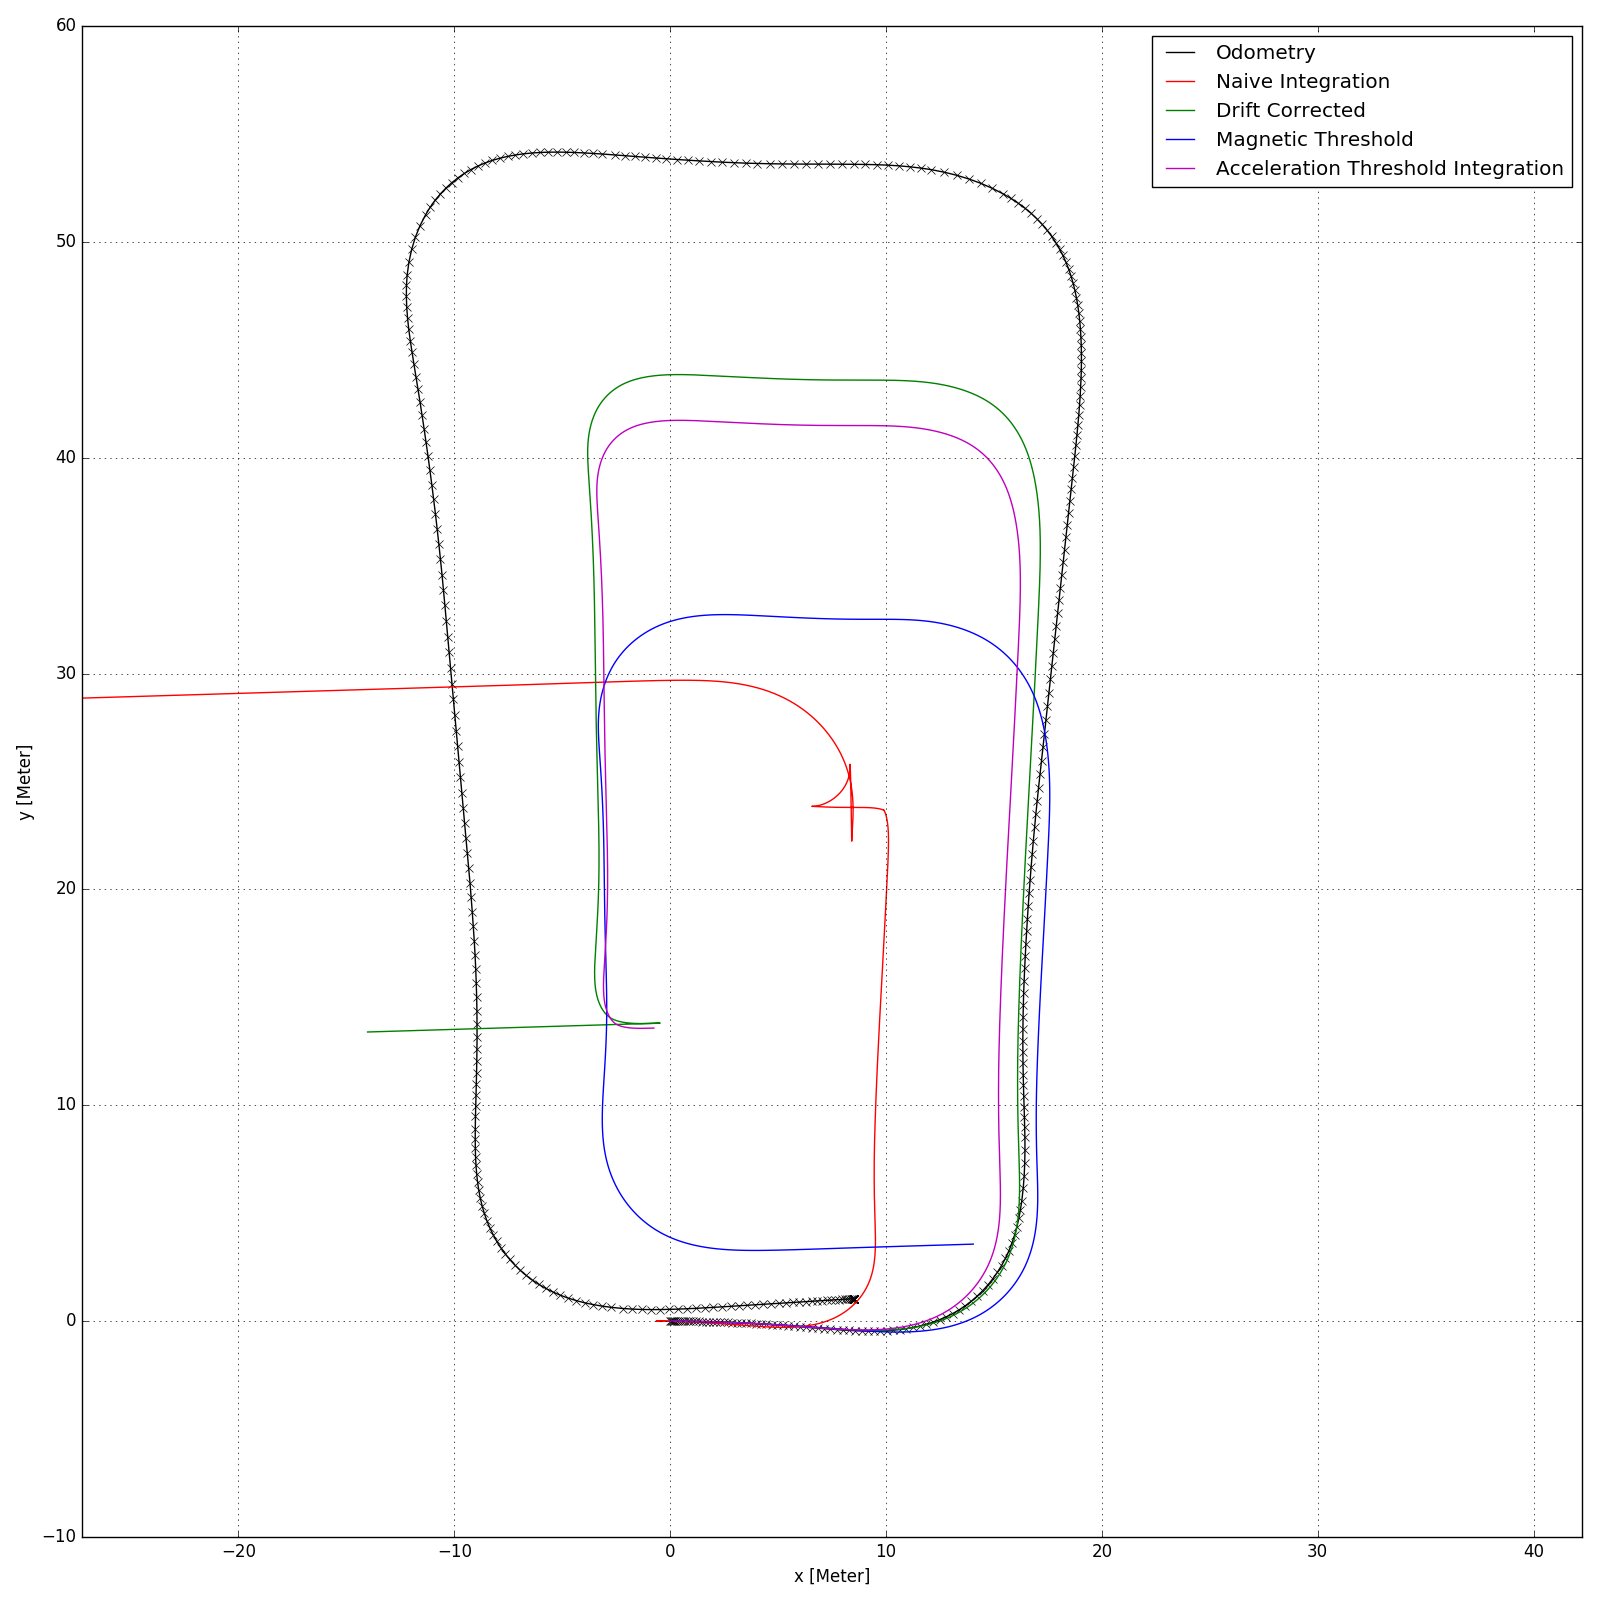 Odometry
Naive Integration
Drift Corrected
Magnetic Threshold
Acceleration Threshold Integration
60
50
40
30
20
10
0
−10
y [Meter]
−20 −10 0 10 20 30 40
x [Meter]